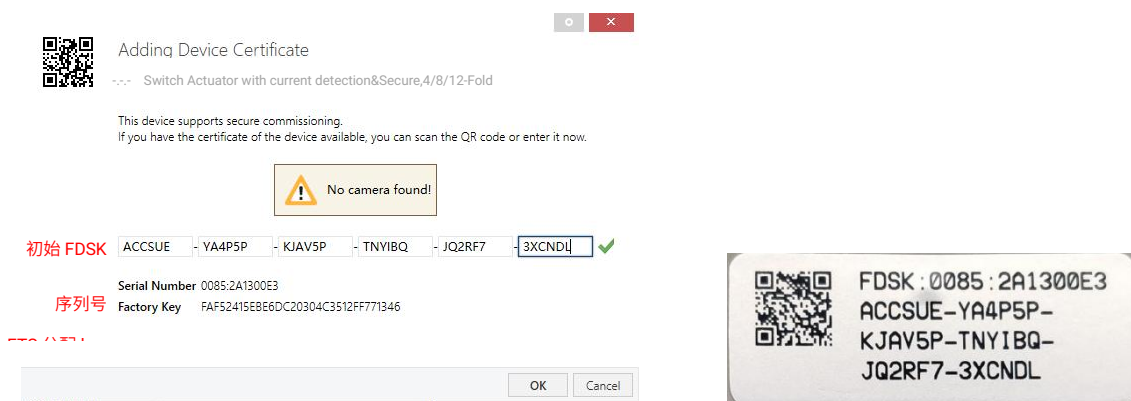 Adding Device Certificate
-.-.- Switch Actuator with current detection&Secure,4/8/12-Fold
This device supports secure commissioning.
If you have the certificate of the device available, you can scan the QR code or enter it now.
No camera found!
初始 FDSK ACCSUE - YA4P5P - KJAV5P - TNYIBQ - JQ2RF7 - 3XCNDL
序列号
Serial Number 0085:2A1300E3
Factory Key FAF52415EBE6DC20304C3512FF771346
OK Cancel
FDSK:0085:2A1300E3
ACCSUE-YA4P5P-
KJAV5P-TNYIBQ-
JQ2RF7-3XCNDL